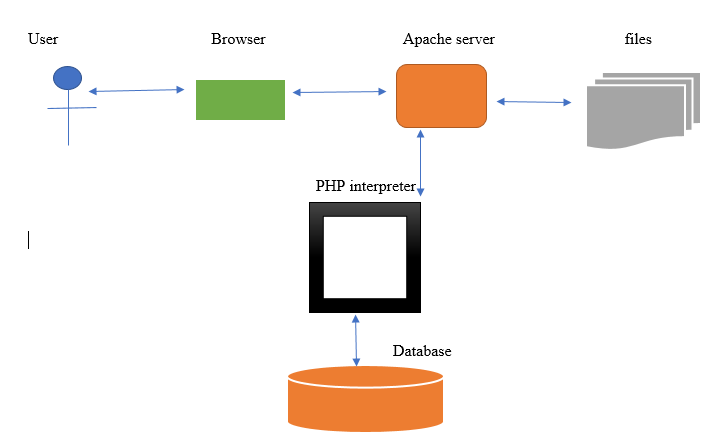 User
Browser
Apache server
files
PHP interpreter
Database